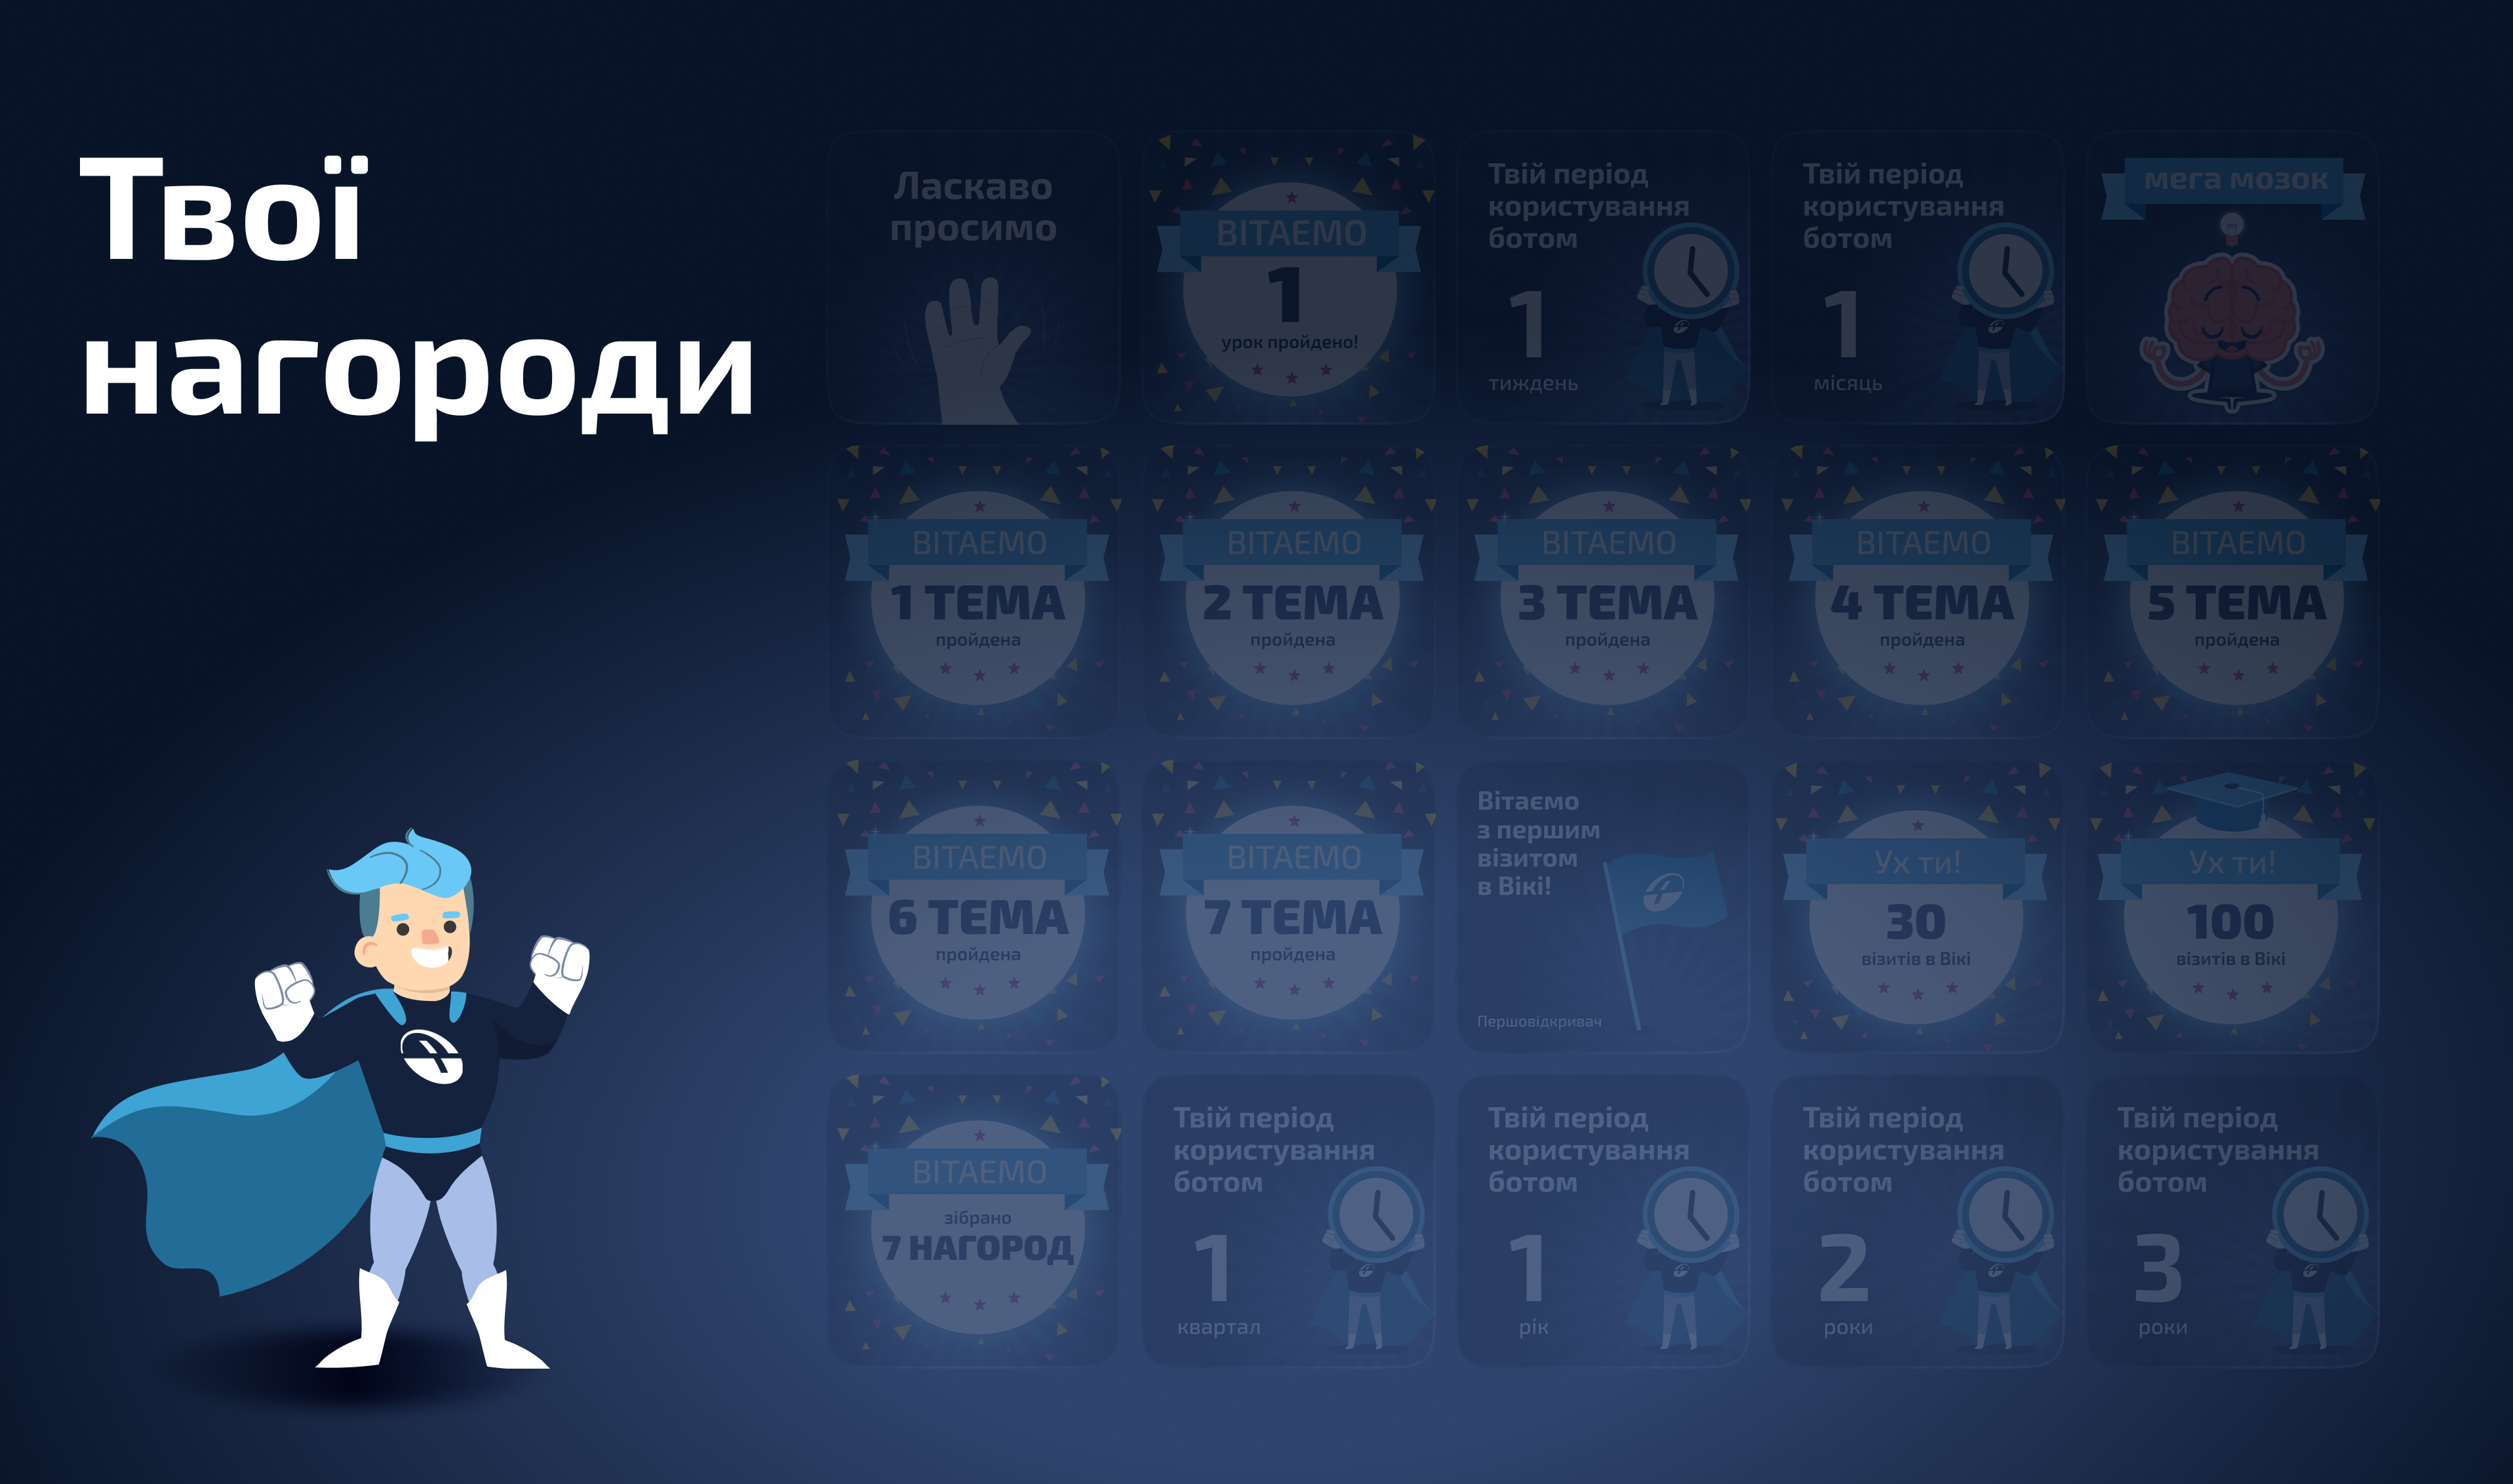 Твої
нагороди
Ласкаво
просимо
ВІТАЄМО
1
урок пройдено!
Твій період
користування
ботом
1
тиждень
Твій період
користування
ботом
1
місяць
мега мозок
ВІТАЄМО
1 ТЕМА
пройдена
ВІТАЄМО
2 ТЕМА
пройдена
ВІТАЄМО
3 ТЕМА
пройдена
ВІТАЄМО
4 ТЕМА
пройдена
ВІТАЄМО
5 ТЕМА
пройдена
ВІТАЄМО
6 ТЕМА
пройдена
ВІТАЄМО
7 ТЕМА
пройдена
Вітаємо
з першим
візитом
в Вікі!
Першовідкривач
Ух ти!
30
візитів в Вікі
Ух ти!
100
візитів в Вікі
ВІТАЄМО
зібрано
7 НАГОРОД
Твій період
користування
ботом
1
квартал
Твій період
користування
ботом
1
рік
Твій період
користування
ботом
2
роки
Твій період
користування
ботом
3
роки